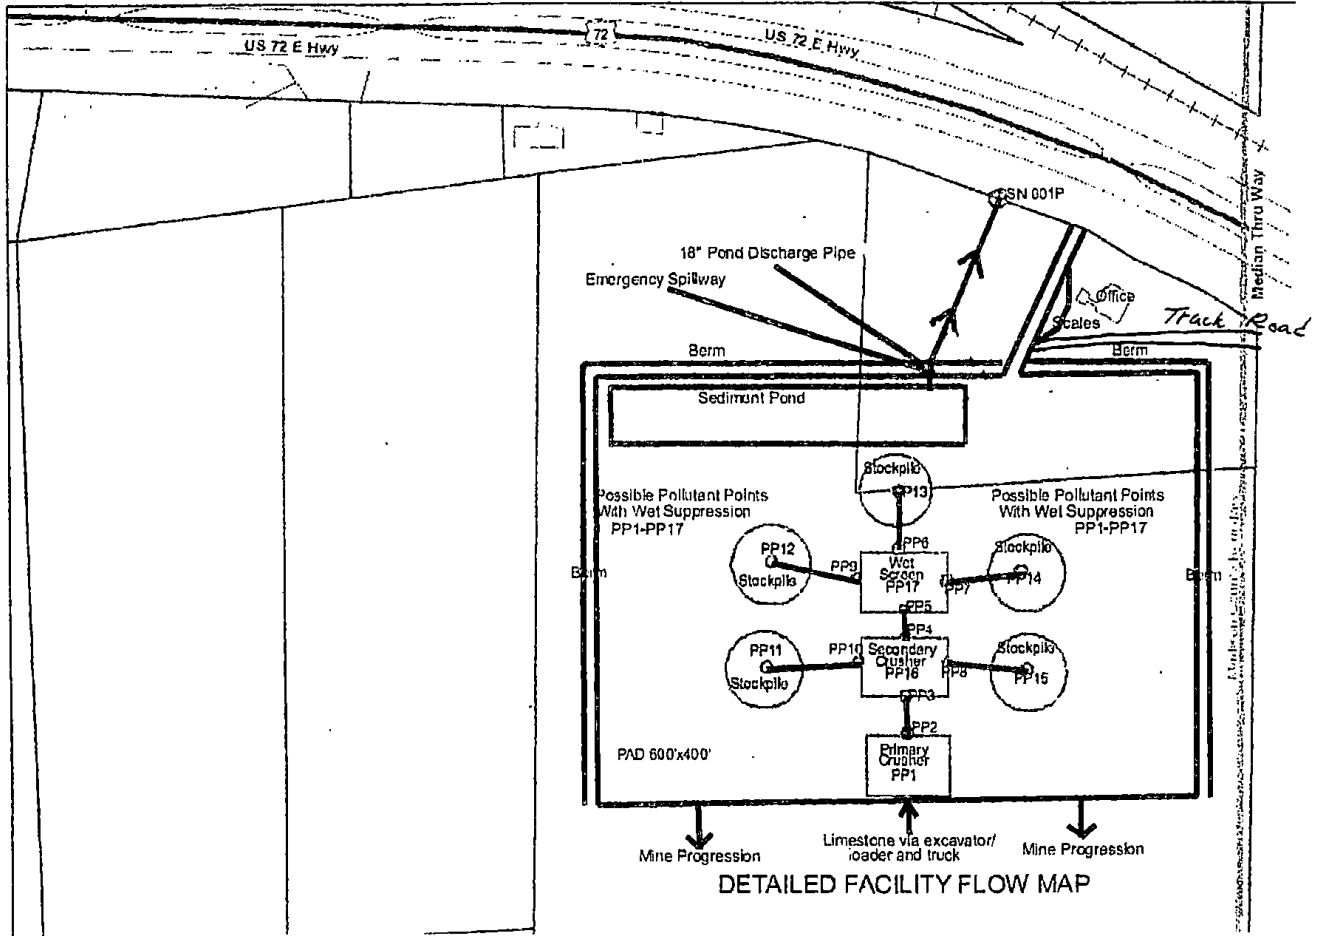 US 72 E Hwy
72
US 72 E Hwy
Median Thru Way
DSN 001P
18" Pond Discharge Pipe
Emergency Spillway
Office
Scales
Truck Road
Berm
Berm
Sediment Pond
Stockpile
PP13
Possible Pollutant Points
With Wet Suppression
PP1-PP17
Possible Pollutant Points
With Wet Suppression
PP1-PP17
PP6
PP12
Stockpile
PP9
Wet
Screen
PP17
PP7
Stockpile
PP14
Berm
Berm
PP5
PP4
PP11
Stockpile
PP10
Secondary
Crusher
PP16
PP8
Stockpile
PP15
PP3
PP2
PAD 600'x400'
Primary
Crusher
PP1
Mine Progression
Limestone via excavator/
loader and truck
Mine Progression
DETAILED FACILITY FLOW MAP